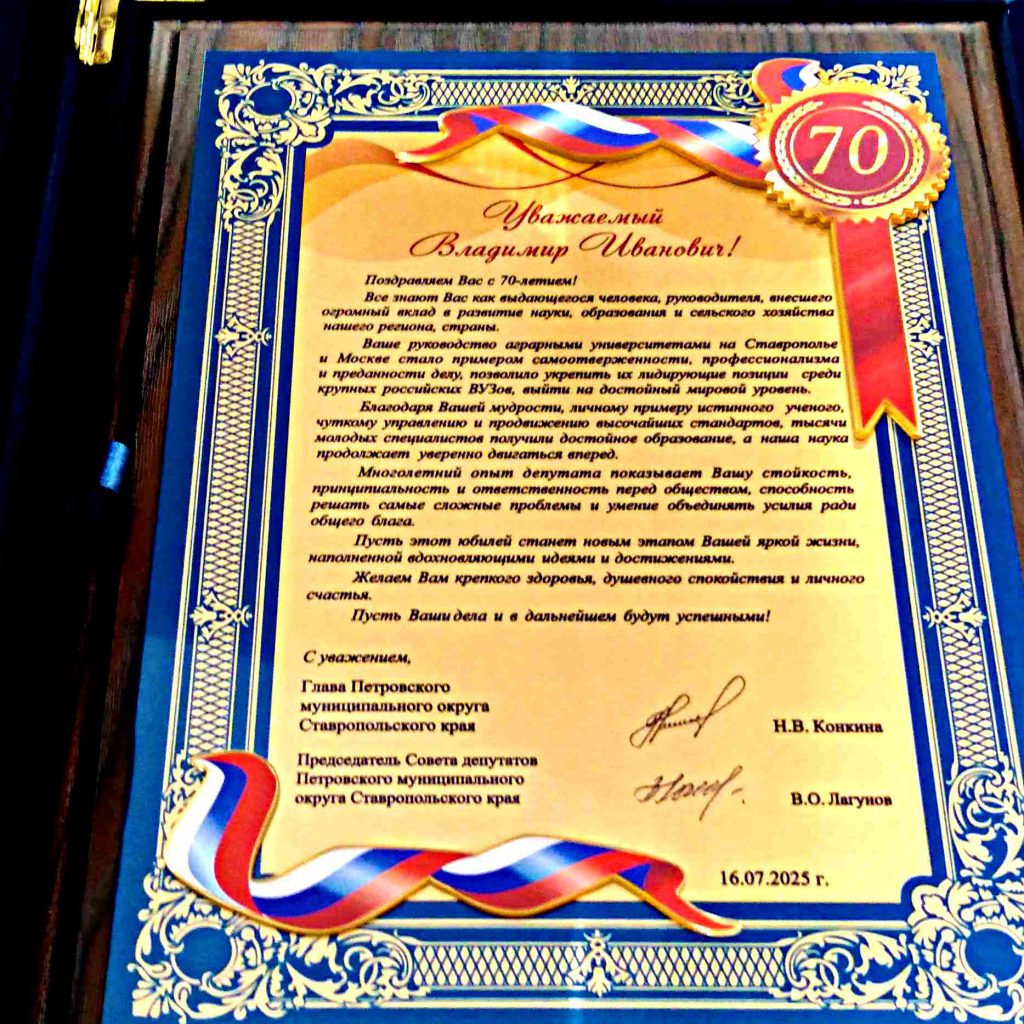 70
Уважаемый
Владимир Иванович!
Поздравляем Вас с 70-летием!
Все знают Вас как выдающегося человека, руководителя, внесшего
огромный вклад в развитие науки, образования и сельского хозяйства
нашего региона, страны.
Ваше руководство аграрными университетами на Ставрополье
и Москве стало примером самоотверженности, профессионализма
и преданности делу, позволило укрепить их лидирующие позиции среди
крупных российских ВУЗов, выйти на достойный мировой уровень.
Благодаря Вашей мудрости, личному примеру истинного ученого,
чуткому управлению и продвижению высочайших стандартов, тысячи
молодых специалистов получили достойное образование, а наша наука
продолжает уверенно двигаться вперед.
Многолетний опыт депутата показывает Вашу стойкость,
принципиальность и ответственность перед обществом, способность
решать самые сложные проблемы и умение объединять усилия ради
общего блага.
Пусть этот юбилей станет новым этапом Вашей яркой жизни,
наполненной вдохновляющими идеями и достижениями.
Желаем Вам крепкого здоровья, душевного спокойствия и личного
счастья.
Пусть Ваши дела и в дальнейшем будут успешными!
С уважением,
Глава Петровского
муниципального округа
Ставропольского края
Н.В. Конкина
Председатель Совета депутатов
Петровского муниципального
округа Ставропольского края
В.О. Лагунов
16.07.2025 г.